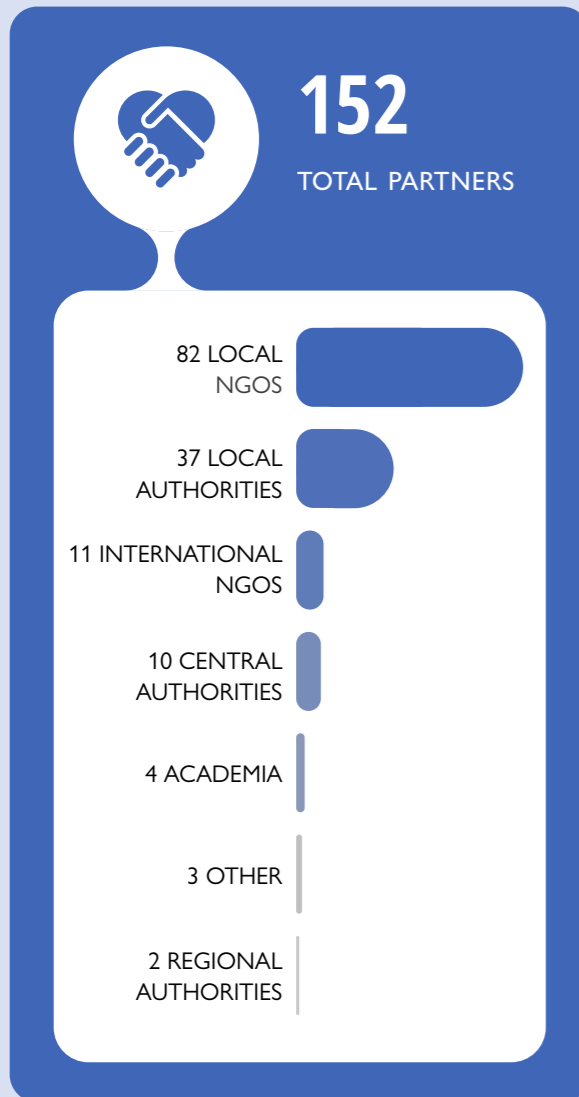 152
TOTAL PARTNERS
82 LOCAL
NGOS
37 LOCAL
AUTHORITIES
11 INTERNATIONAL
NGOS
10 CENTRAL
AUTHORITIES
4 ACADEMIA
3 OTHER
2 REGIONAL
AUTHORITIES